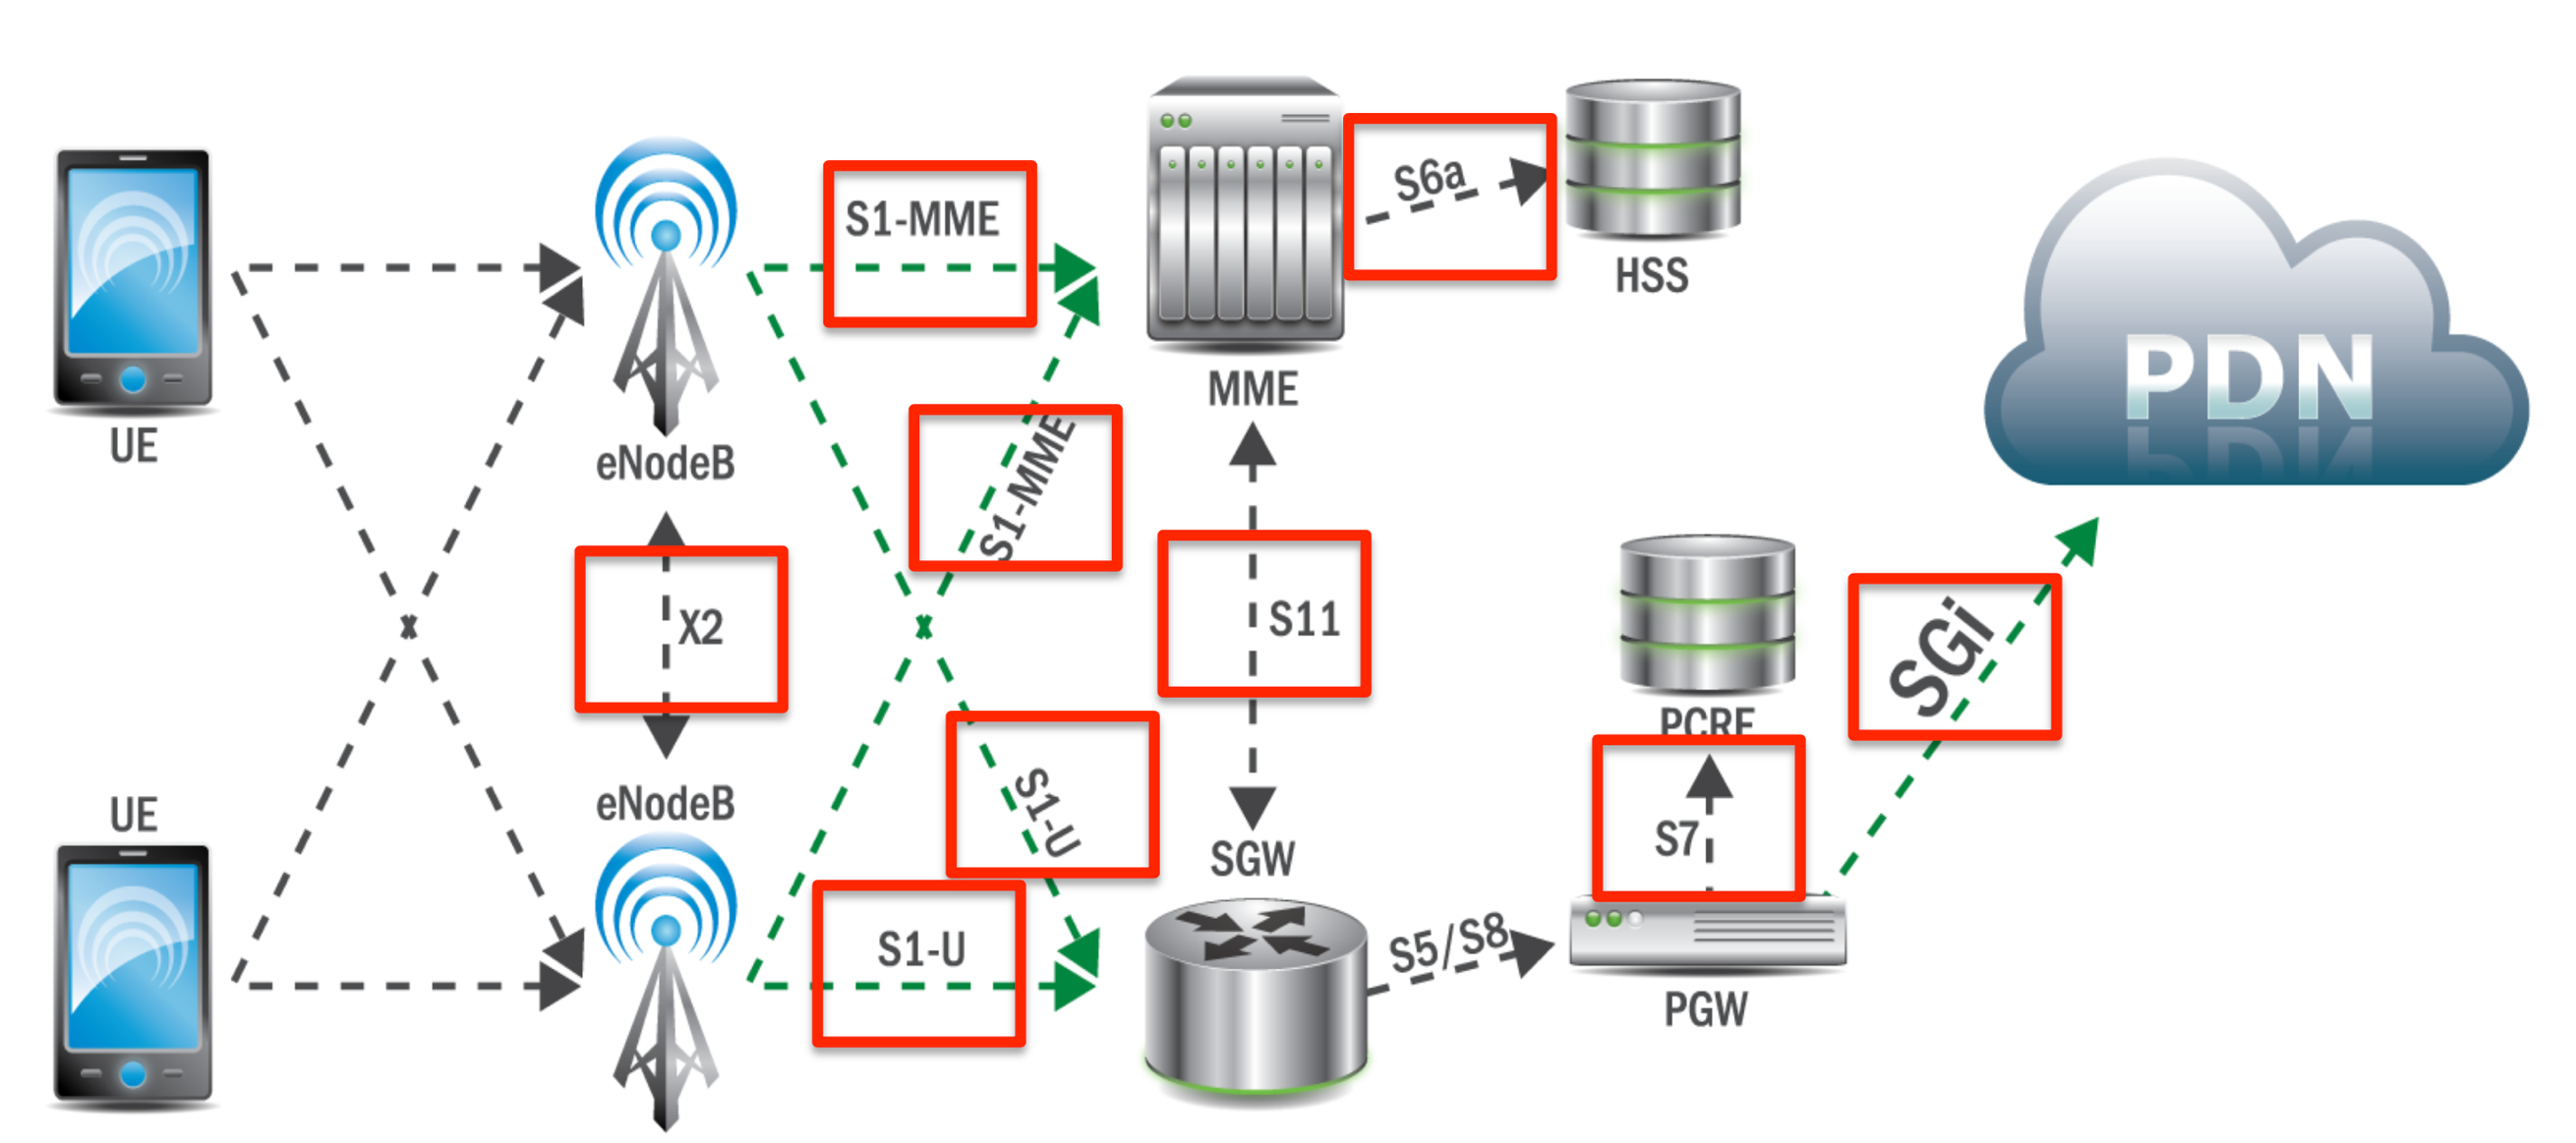 S1-MME
S6a
HSS
PDN
MME
UE
eNodeB
S1-MME
X2
S11
SGi
PCRF
S1-U
S7
UE
eNodeB
SGW
S1-U
S5/S8
PGW